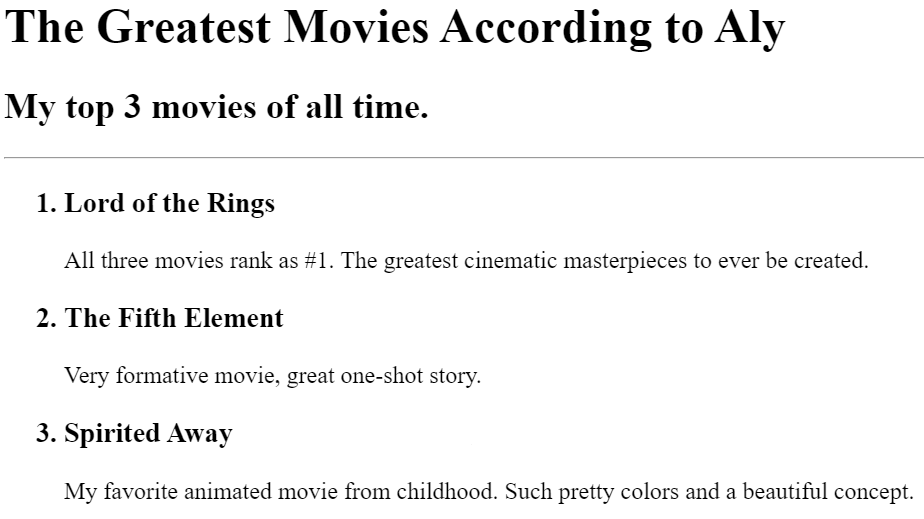 The Greatest Movies According to Aly
My top 3 movies of all time.
1. Lord of the Rings
All three movies rank as #1. The greatest cinematic masterpieces to ever be created.
2. The Fifth Element
Very formative movie, great one-shot story.
3. Spirited Away
My favorite animated movie from childhood. Such pretty colors and a beautiful concept.